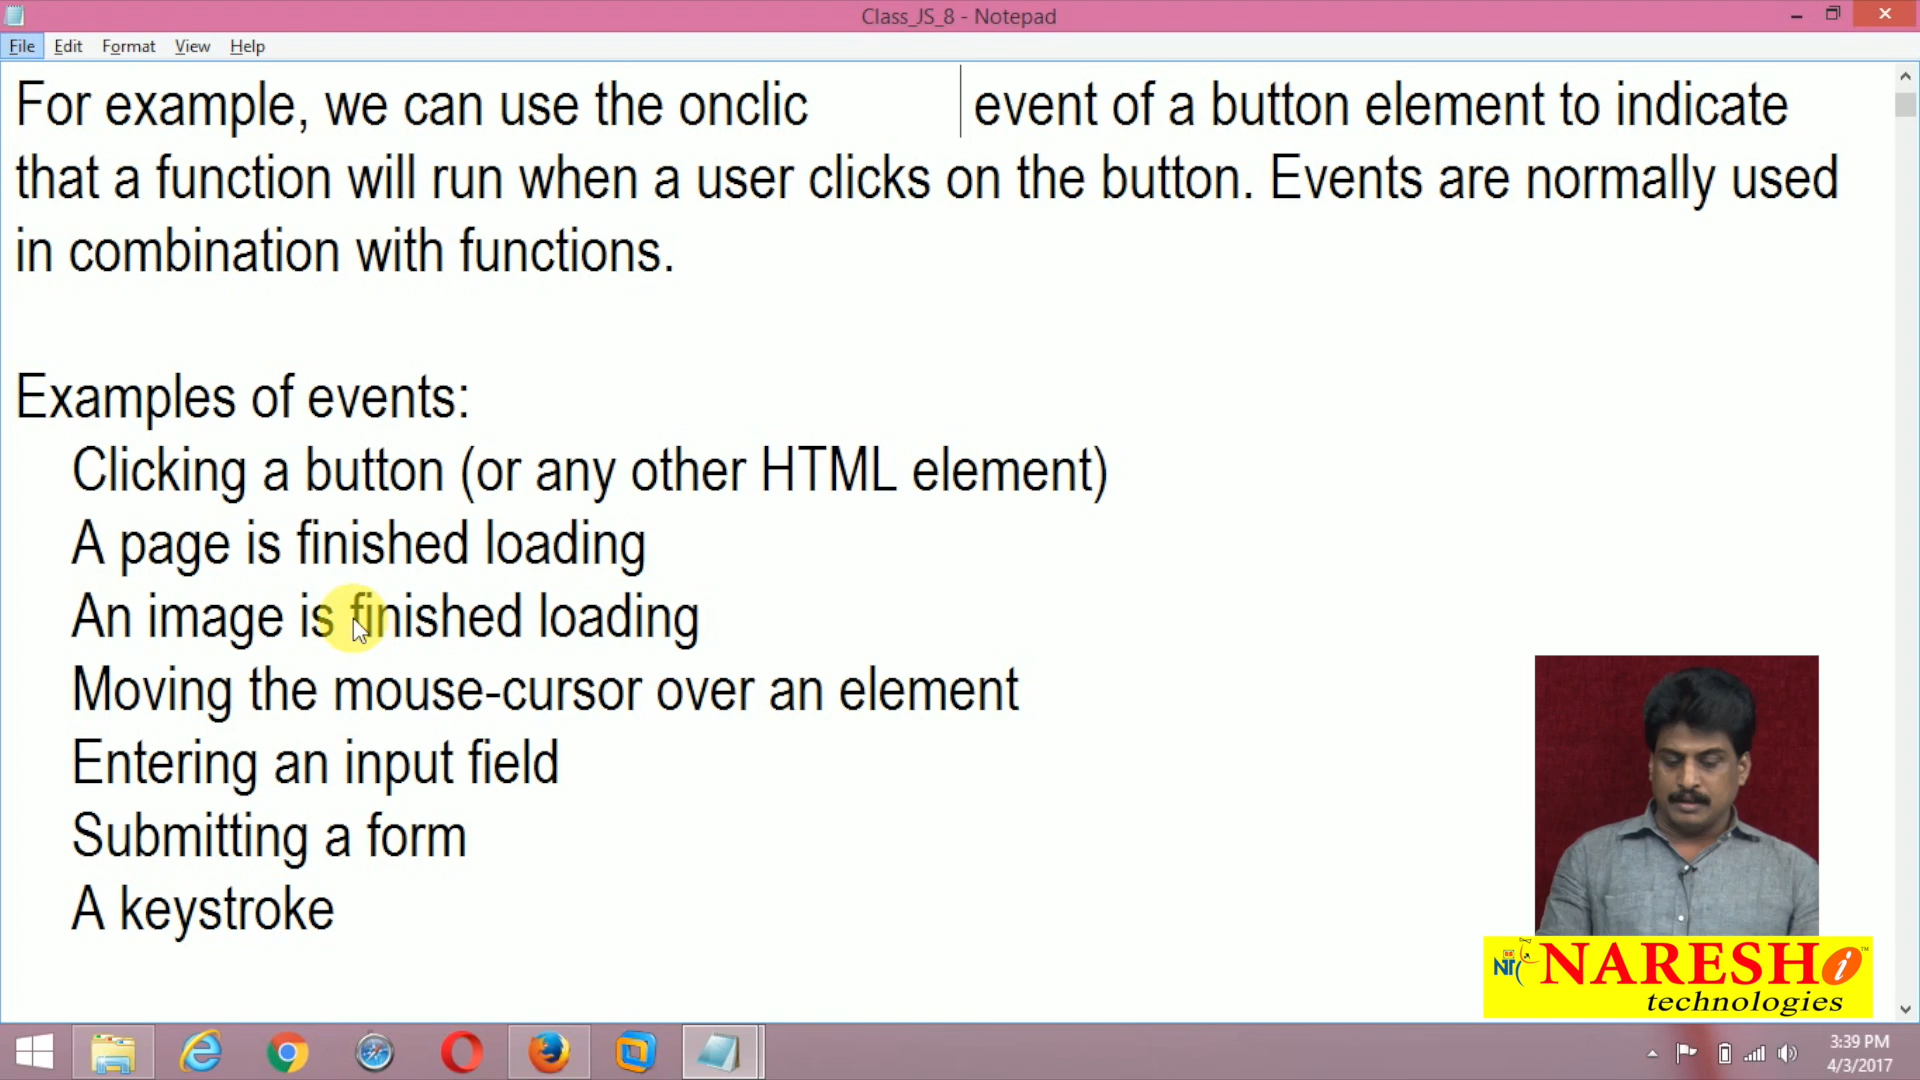 Class_JS_8 - Notepad
File Edit Format View Help
For example, we can use the onclic event of a button element to indicate
that a function will run when a user clicks on the button. Events are normally used
in combination with functions.
Examples of events:
Clicking a button (or any other HTML element)
A page is finished loading
An image is finished loading
Moving the mouse-cursor over an element
Entering an input field
Submitting a form
A keystroke
NTC NARESH i ™
technologies
3:39 PM
4/3/2017